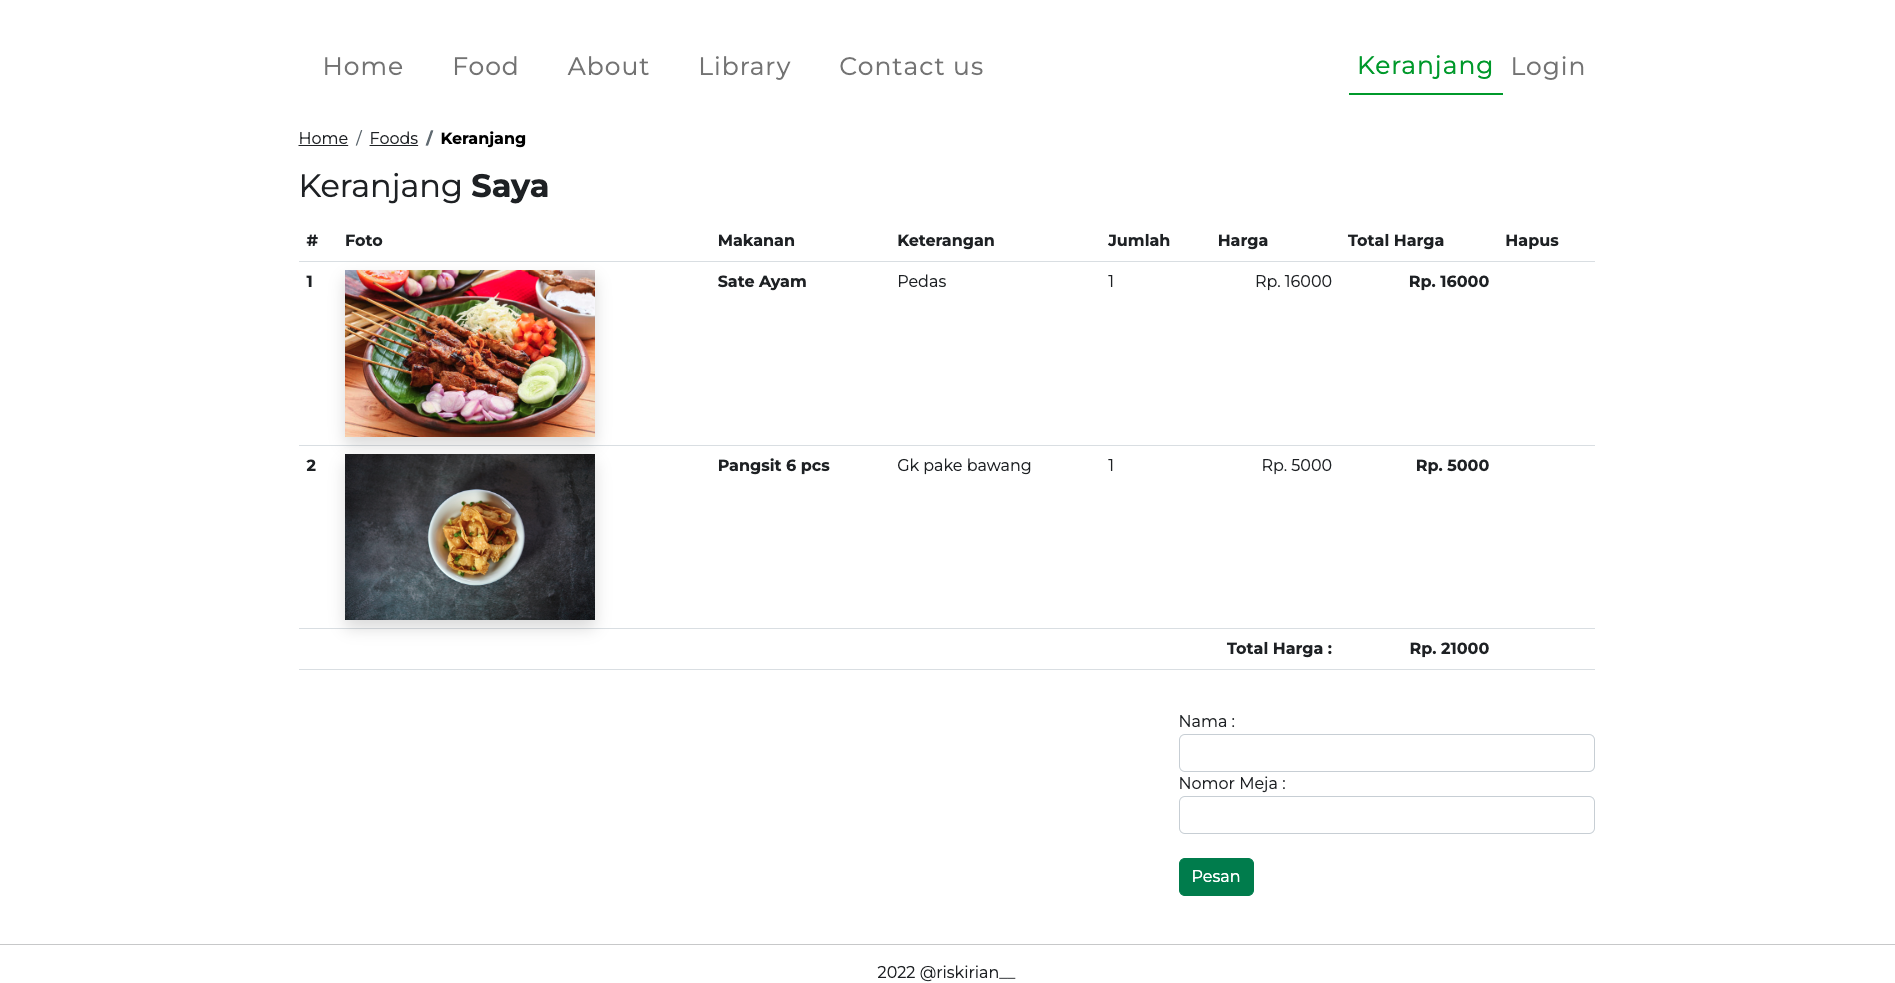 Home Food About Library Contact us Keranjang Login
Home / Foods / Keranjang
Keranjang Saya
# Foto Makanan Keterangan Jumlah Harga Total Harga Hapus
1 Sate Ayam Pedas 1 Rp. 16000 Rp. 16000
2 Pangsit 6 pcs Gk pake bawang 1 Rp. 5000 Rp. 5000
Total Harga : Rp. 21000
Nama :
Nomor Meja :
Pesan
2022 @riskirian__